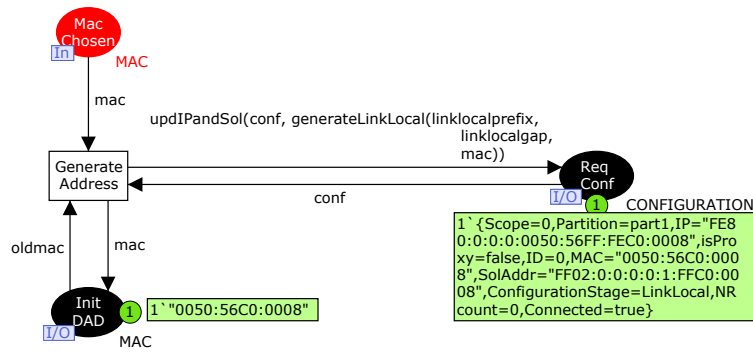 Mac
Chosen
In
MAC
mac
updIPandSol(conf, generateLinkLocal(linklocalprefix,
linklocalgap,
mac))
Generate
Address
Req
Conf
I/O
1
CONFIGURATION
conf
1`{Scope=0,Partition=part1,IP="FE8
0:0:0:0:0050:56FF:FEC0:0008",isPro
xy=false,ID=0,MAC="0050:56C0:000
8",SolAddr="FF02:0:0:0:0:1:FFC0:00
08",ConfigurationStage=LinkLocal,NR
count=0,Connected=true}
oldmac
mac
Init
DAD
I/O
1
1`"0050:56C0:0008"
MAC